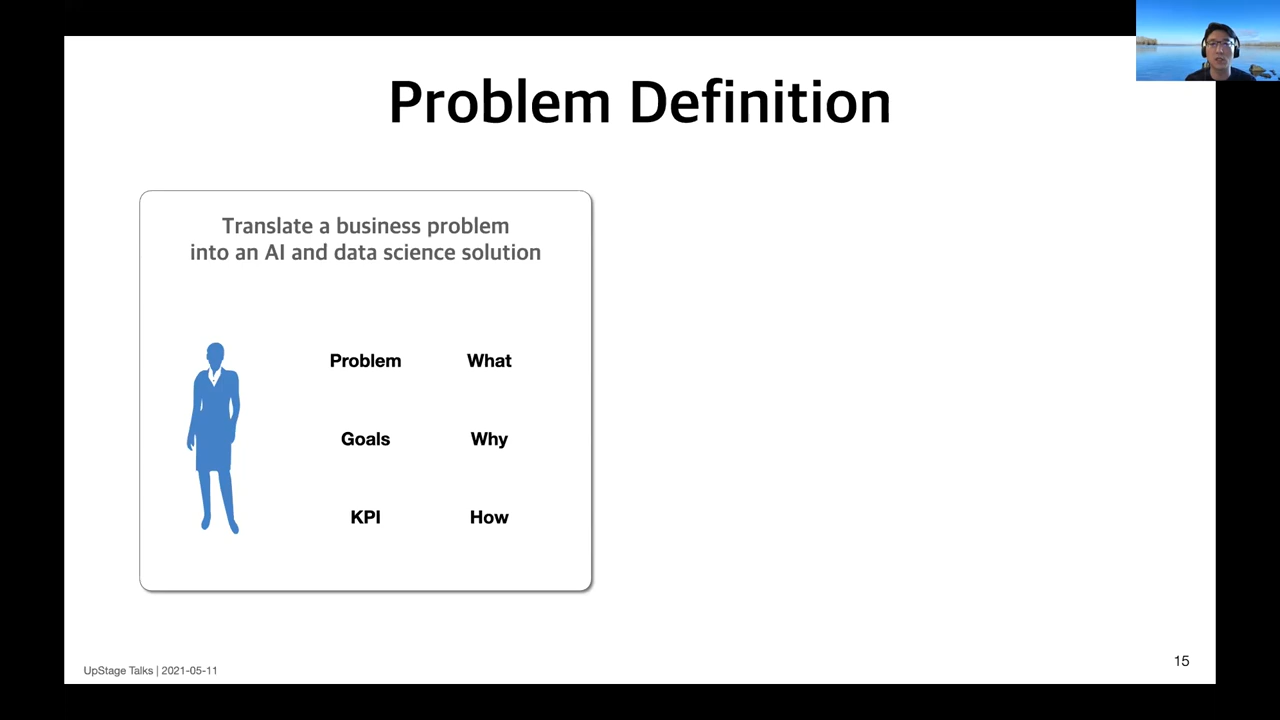 Problem Definition
Translate a business problem
into an AI and data science solution
Problem What
Goals Why
KPI How
UpStage Talks | 2021-05-11
15